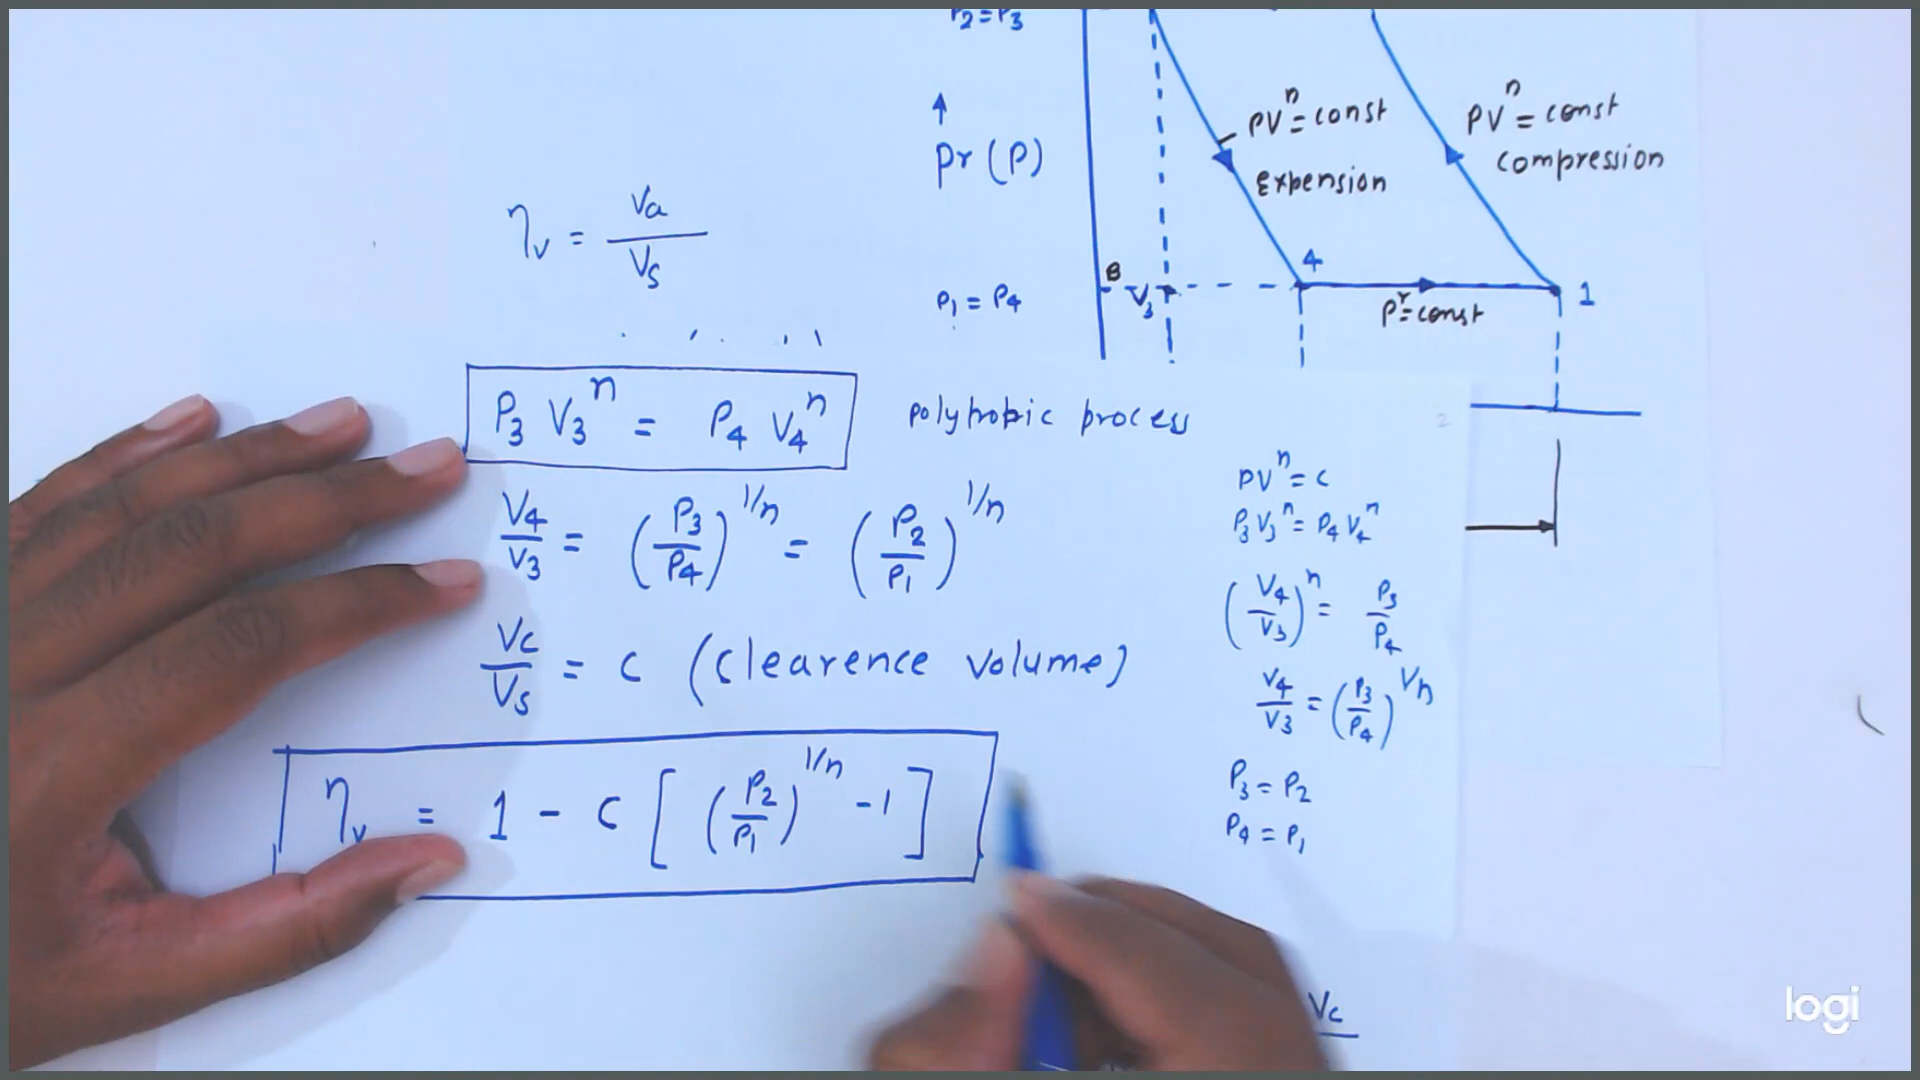 P2 = P3
↑
Pr (P)
PV^n = const
expension
PV^n = const
compression
B
V3
4
1
P1 = P4
Pr = const
ηv = Va / Vs
P3 V3^n = P4 V4^n
polytropic process
V4/V3 = (P3/P4)^1/n = (P2/P1)^1/n
Vc/Vs = C (Clearence volume)
ηv = 1 - C [ (P2/P1)^1/n - 1 ]
2
PV^n = C
P3 V3^n = P4 V4^n
(V4/V3)^n = P3/P4
V4/V3 = (P3/P4)^1/n
P3 = P2
P4 = P1
Vc
logi